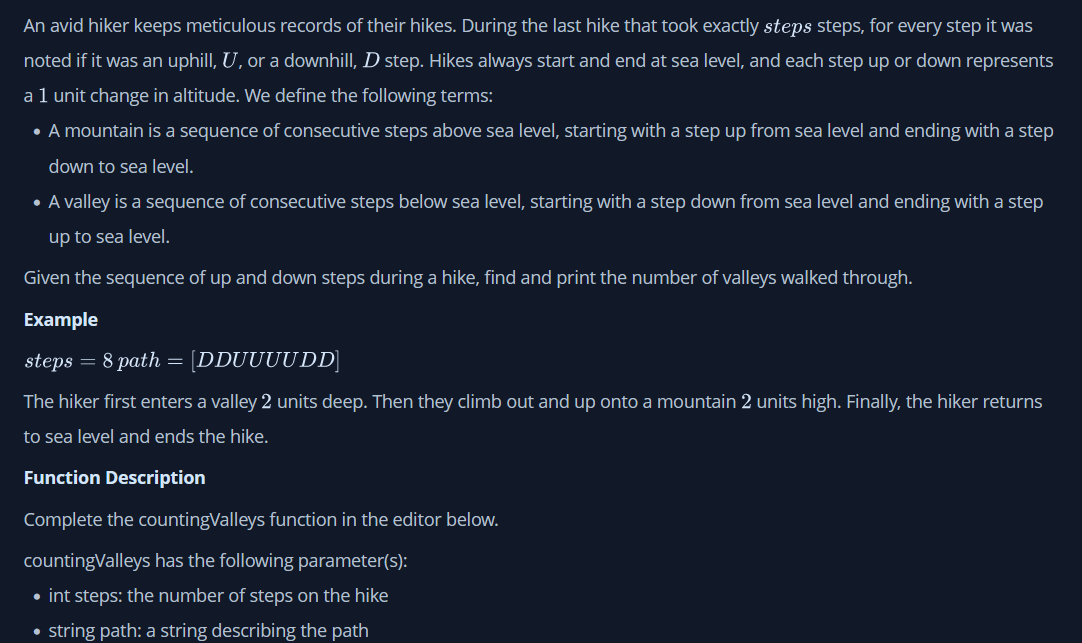 An avid hiker keeps meticulous records of their hikes. During the last hike that took exactly steps steps, for every step it was
noted if it was an uphill, U, or a downhill, D step. Hikes always start and end at sea level, and each step up or down represents
a 1 unit change in altitude. We define the following terms:
• A mountain is a sequence of consecutive steps above sea level, starting with a step up from sea level and ending with a step
down to sea level.
• A valley is a sequence of consecutive steps below sea level, starting with a step down from sea level and ending with a step
up to sea level.
Given the sequence of up and down steps during a hike, find and print the number of valleys walked through.
Example
steps = 8 path = [DDUUUUDD]
The hiker first enters a valley 2 units deep. Then they climb out and up onto a mountain 2 units high. Finally, the hiker returns
to sea level and ends the hike.
Function Description
Complete the countingValleys function in the editor below.
countingValleys has the following parameter(s):
• int steps: the number of steps on the hike
• string path: a string describing the path